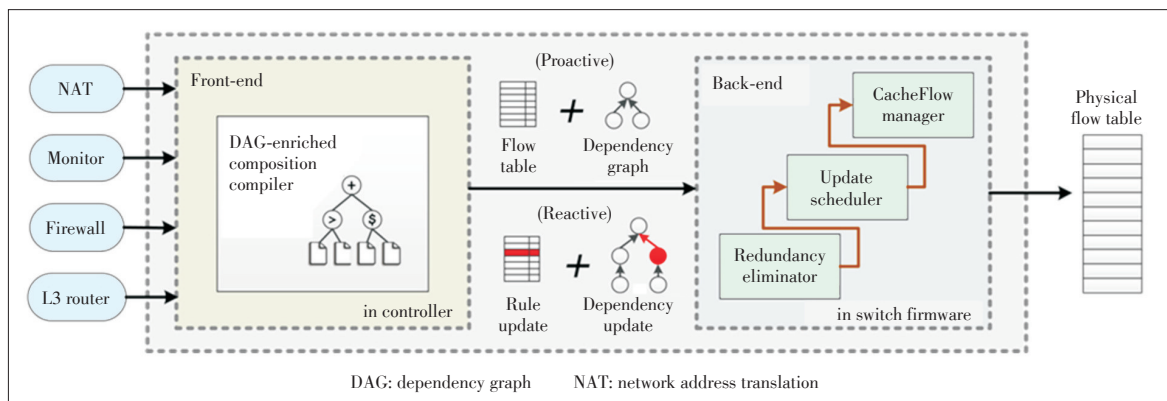 NAT
Monitor
Firewall
L3 router
Front-end
DAG-enriched
composition
compiler
+
>
$
in controller
(Proactive)
+
Flow
table
Dependency
graph
(Reactive)
+
Rule
update
Dependency
update
Back-end
CacheFlow
manager
Update
scheduler
Redundancy
eliminator
in switch firmware
Physical
flow table
DAG: dependency graph NAT: network address translation